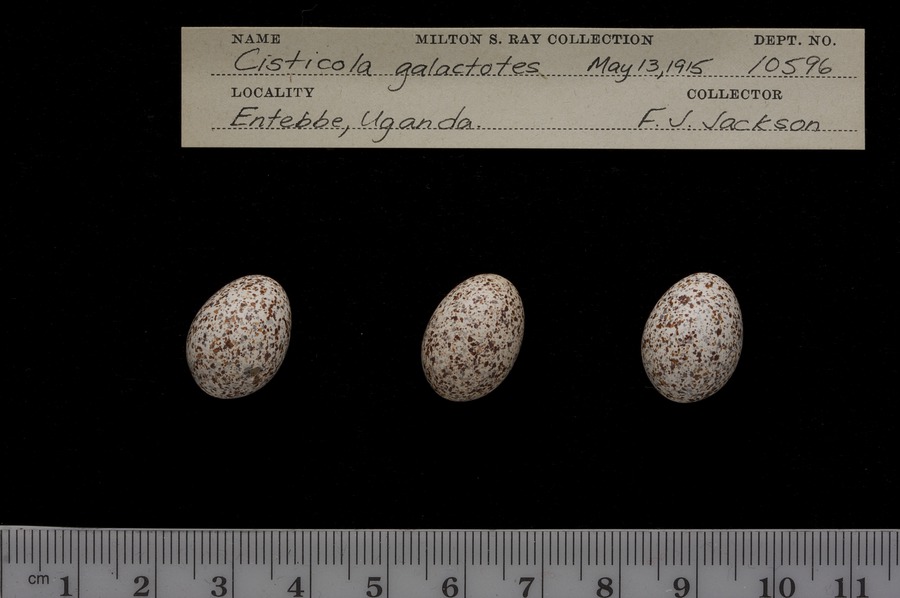 NAME MILTON S. RAY COLLECTION DEPT. NO.
Cisticola galactotes May 13, 1915 10596
LOCALITY COLLECTOR
Entebbe, Uganda. F. J. Jackson
cm 1 2 3 4 5 6 7 8 9 10 11